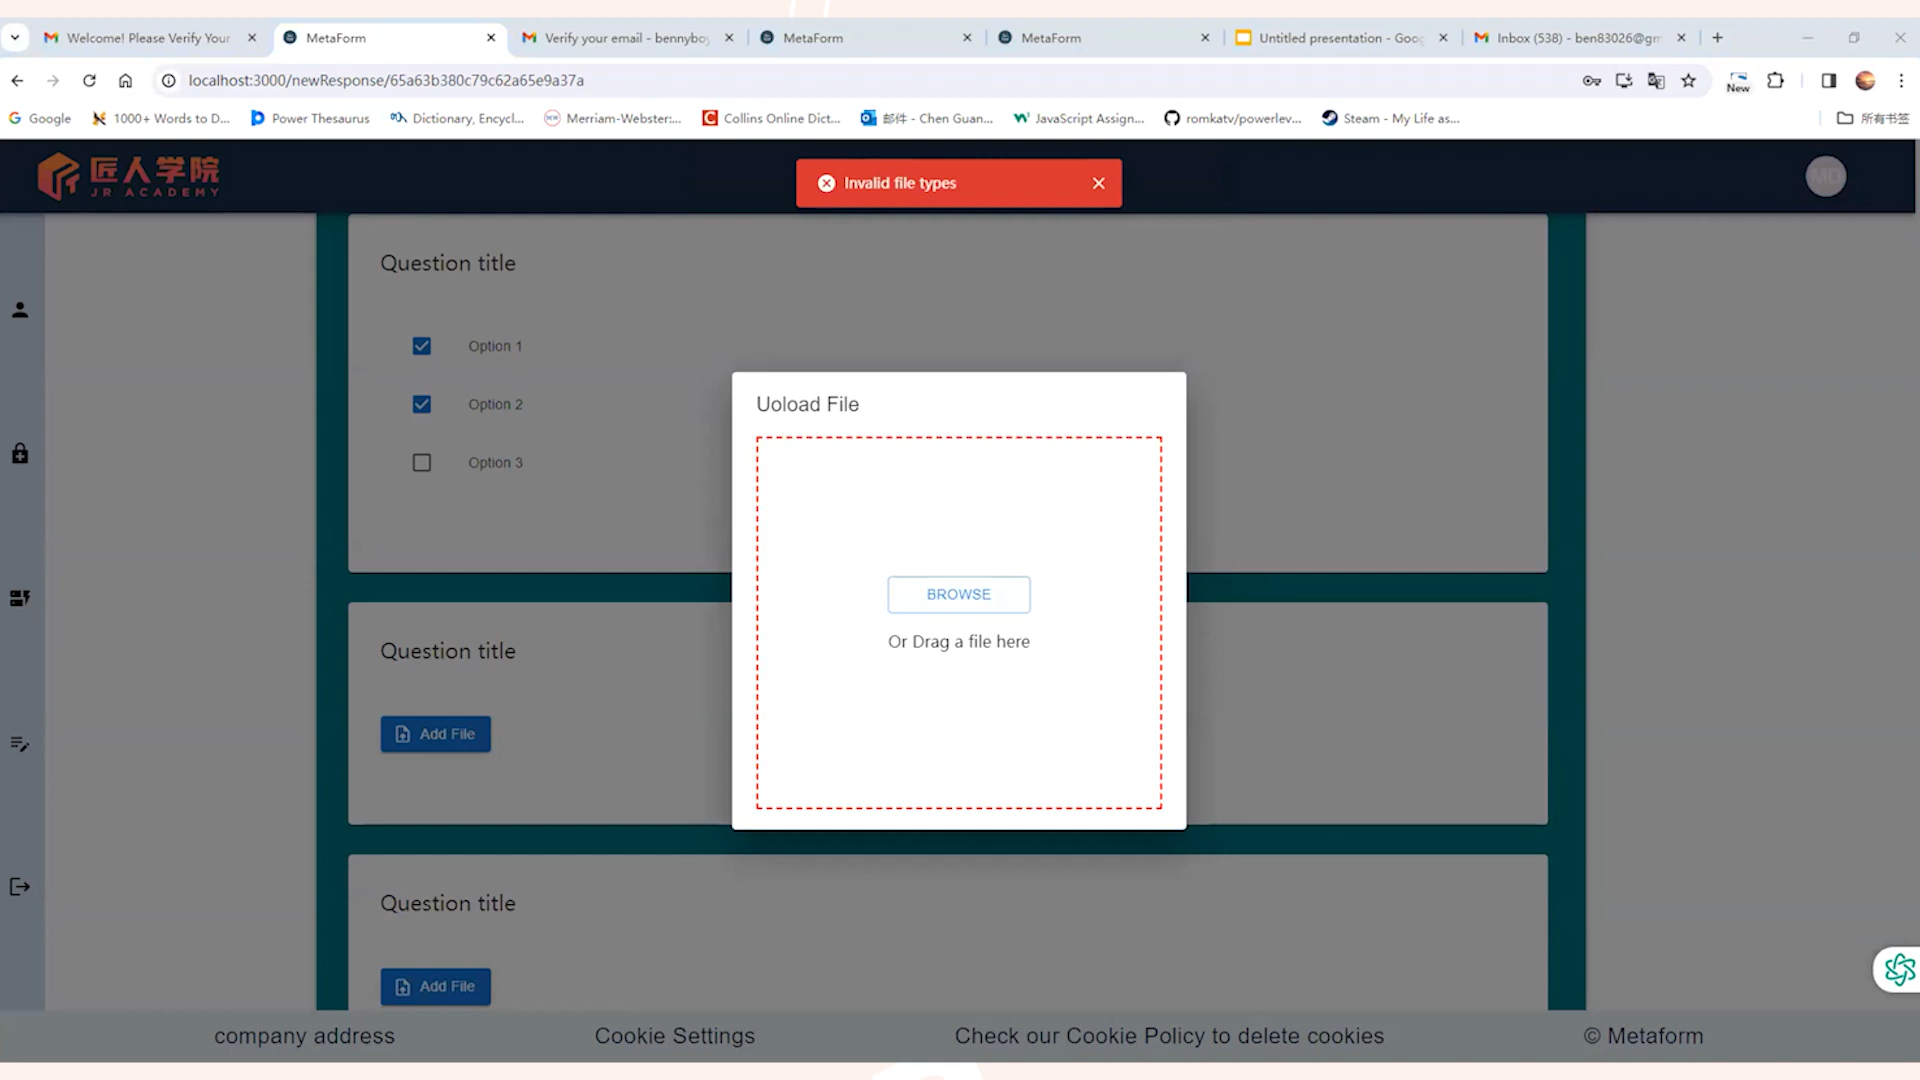 Welcome! Please Verify Your
MetaForm
Verify your email - bennyboy
MetaForm
MetaForm
Untitled presentation - Goog
Inbox (538) - ben83026@gm
localhost:3000/newResponse/65a63b380c79c62a65e9a37a
New
Google
1000+ Words to D...
Power Thesaurus
Dictionary, Encycl...
Merriam-Webster:...
Collins Online Dict...
邮件 - Chen Guan...
JavaScript Assign...
romkatv/powerlev...
Steam - My Life as...
所有书签
匠人学院
JR ACADEMY
Invalid file types
MD
Question title
Option 1
Option 2
Option 3
Uoload File
BROWSE
Or Drag a file here
Question title
Add File
Question title
Add File
company address
Cookie Settings
Check our Cookie Policy to delete cookies
© Metaform